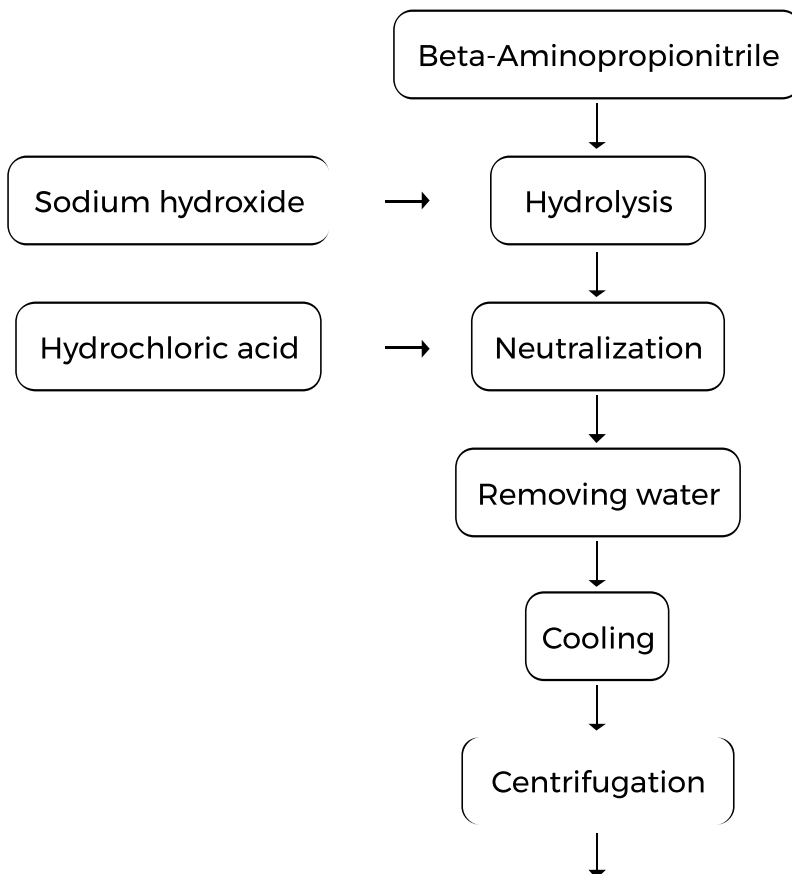 Beta-Aminopropionitrile
Sodium hydroxide
Hydrolysis
Hydrochloric acid
Neutralization
Removing water
Cooling
Centrifugation